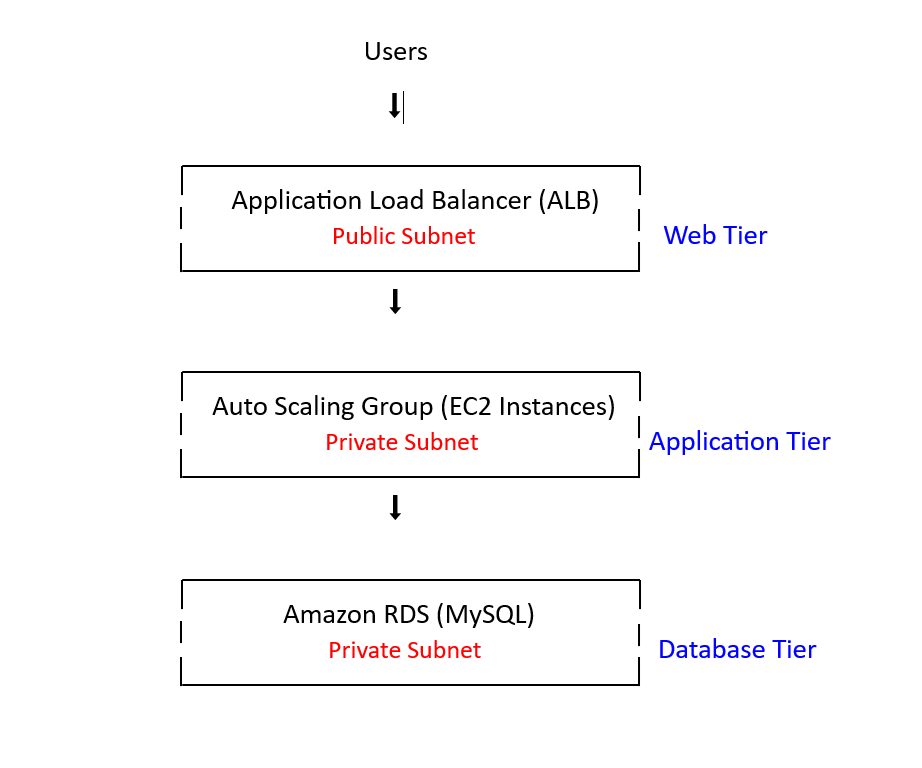 Users
Application Load Balancer (ALB)
Public Subnet
Web Tier
Auto Scaling Group (EC2 Instances)
Private Subnet
Application Tier
Amazon RDS (MySQL)
Private Subnet
Database Tier